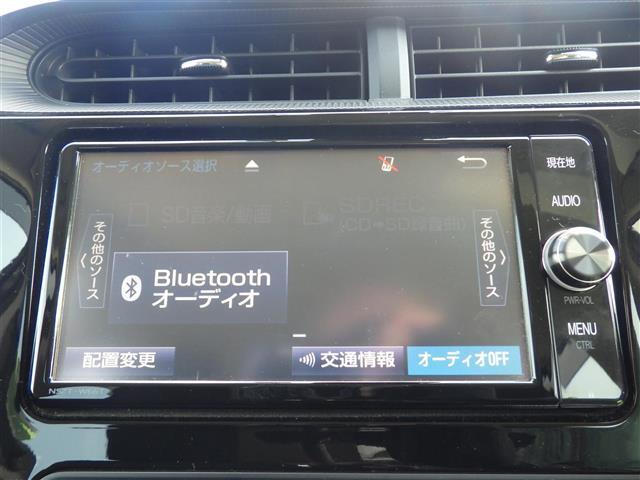 オーディオソース選択
現在地
AUDIO
SD音楽/動画
SDREC
(CD⇒SD録音曲)
その他のソース
その他のソース
Bluetooth
オーディオ
PWR·VOL
MENU
CTRL
配置変更
交通情報
オーディオOFF